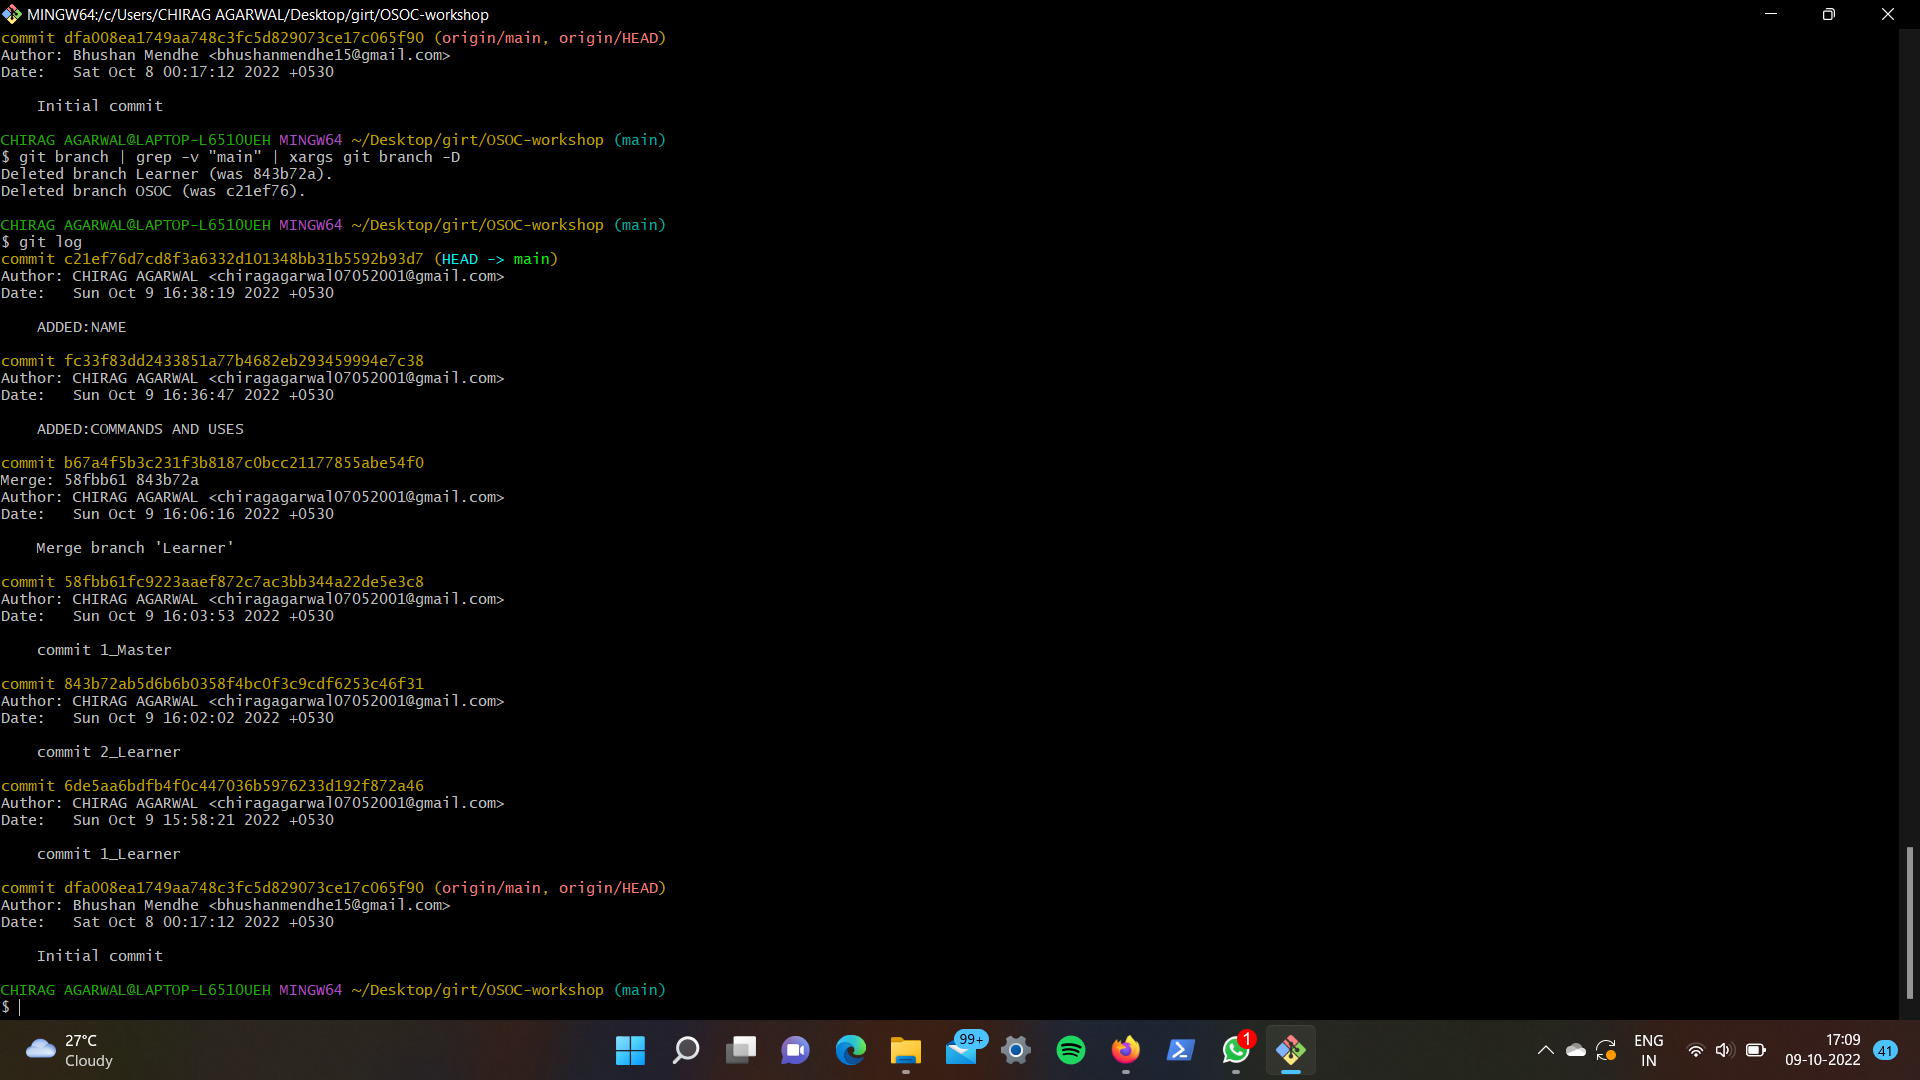 MINGW64:/c/Users/CHIRAG AGARWAL/Desktop/girt/OSOC-workshop
commit dfa008ea1749aa748c3fc5d829073ce17c065f90 (origin/main, origin/HEAD)
Author: Bhushan Mendhe <bhushanmendhe15@gmail.com>
Date:   Sat Oct 8 00:17:12 2022 +0530
Initial commit
CHIRAG AGARWAL@LAPTOP-L651OUEH MINGW64 ~/Desktop/girt/OSOC-workshop (main)
$ git branch | grep -v "main" | xargs git branch -D
Deleted branch Learner (was 843b72a).
Deleted branch OSOC (was c21ef76).
CHIRAG AGARWAL@LAPTOP-L651OUEH MINGW64 ~/Desktop/girt/OSOC-workshop (main)
$ git log
commit c21ef76d7cd8f3a6332d101348bb31b5592b93d7 (HEAD -> main)
Author: CHIRAG AGARWAL <chiragagarwal07052001@gmail.com>
Date:   Sun Oct 9 16:38:19 2022 +0530
ADDED:NAME
commit fc33f83dd2433851a77b4682eb293459994e7c38
Author: CHIRAG AGARWAL <chiragagarwal07052001@gmail.com>
Date:   Sun Oct 9 16:36:47 2022 +0530
ADDED:COMMANDS AND USES
commit b67a4f5b3c231f3b8187c0bcc21177855abe54f0
Merge: 58fbb61 843b72a
Author: CHIRAG AGARWAL <chiragagarwal07052001@gmail.com>
Date:   Sun Oct 9 16:06:16 2022 +0530
Merge branch 'Learner'
commit 58fbb61fc9223aaef872c7ac3bb344a22de5e3c8
Author: CHIRAG AGARWAL <chiragagarwal07052001@gmail.com>
Date:   Sun Oct 9 16:03:53 2022 +0530
commit 1_Master
commit 843b72ab5d6b6b0358f4bc0f3c9cdf6253c46f31
Author: CHIRAG AGARWAL <chiragagarwal07052001@gmail.com>
Date:   Sun Oct 9 16:02:02 2022 +0530
commit 2_Learner
commit 6de5aa6bdfb4f0c447036b5976233d192f872a46
Author: CHIRAG AGARWAL <chiragagarwal07052001@gmail.com>
Date:   Sun Oct 9 15:58:21 2022 +0530
commit 1_Learner
commit dfa008ea1749aa748c3fc5d829073ce17c065f90 (origin/main, origin/HEAD)
Author: Bhushan Mendhe <bhushanmendhe15@gmail.com>
Date:   Sat Oct 8 00:17:12 2022 +0530
Initial commit
CHIRAG AGARWAL@LAPTOP-L651OUEH MINGW64 ~/Desktop/girt/OSOC-workshop (main)
$
27°C
Cloudy
99+
1
ENG
IN
17:09
09-10-2022
41